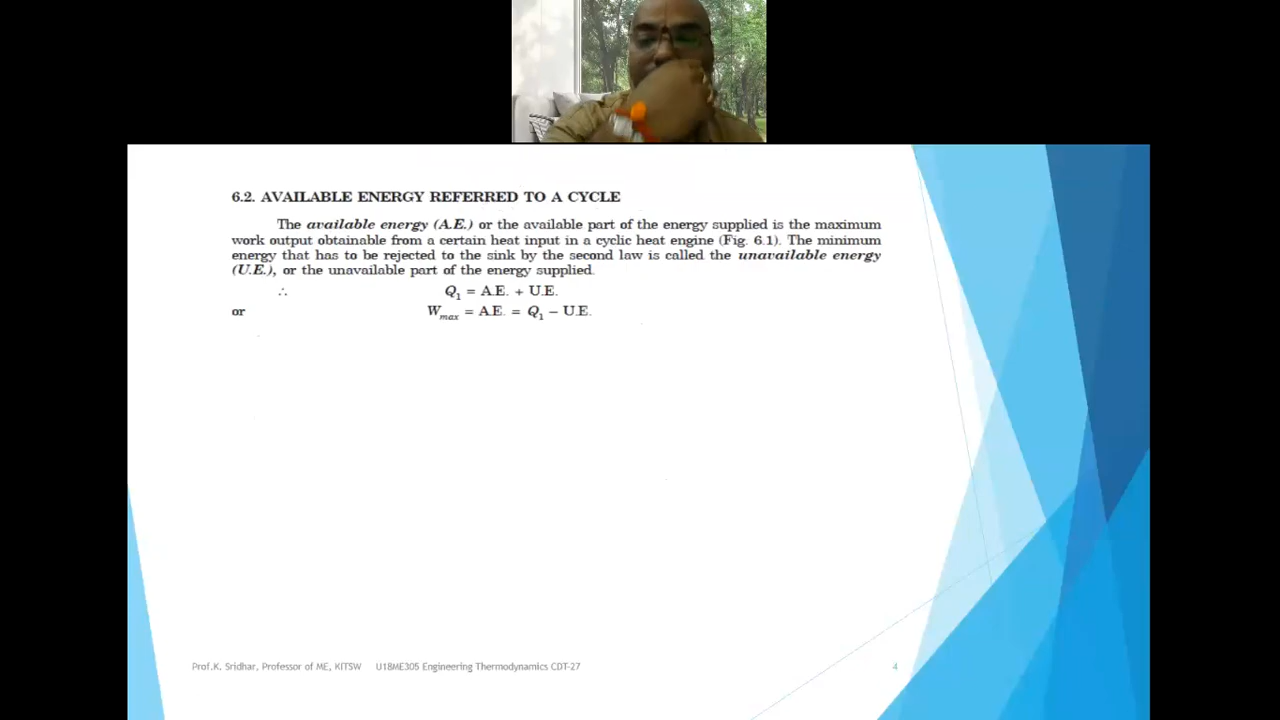 6.2. AVAILABLE ENERGY REFERRED TO A CYCLE
The available energy (A.E.) or the available part of the energy supplied is the maximum
work output obtainable from a certain heat input in a cyclic heat engine (Fig. 6.1). The minimum
energy that has to be rejected to the sink by the second law is called the unavailable energy
(U.E.), or the unavailable part of the energy supplied.
∴ Q₁ = A.E. + U.E.
or Wmax = A.E. = Q₁ − U.E.
Prof.K. Sridhar, Professor of ME, KITSW U18ME305 Engineering Thermodynamics CDT-27 4